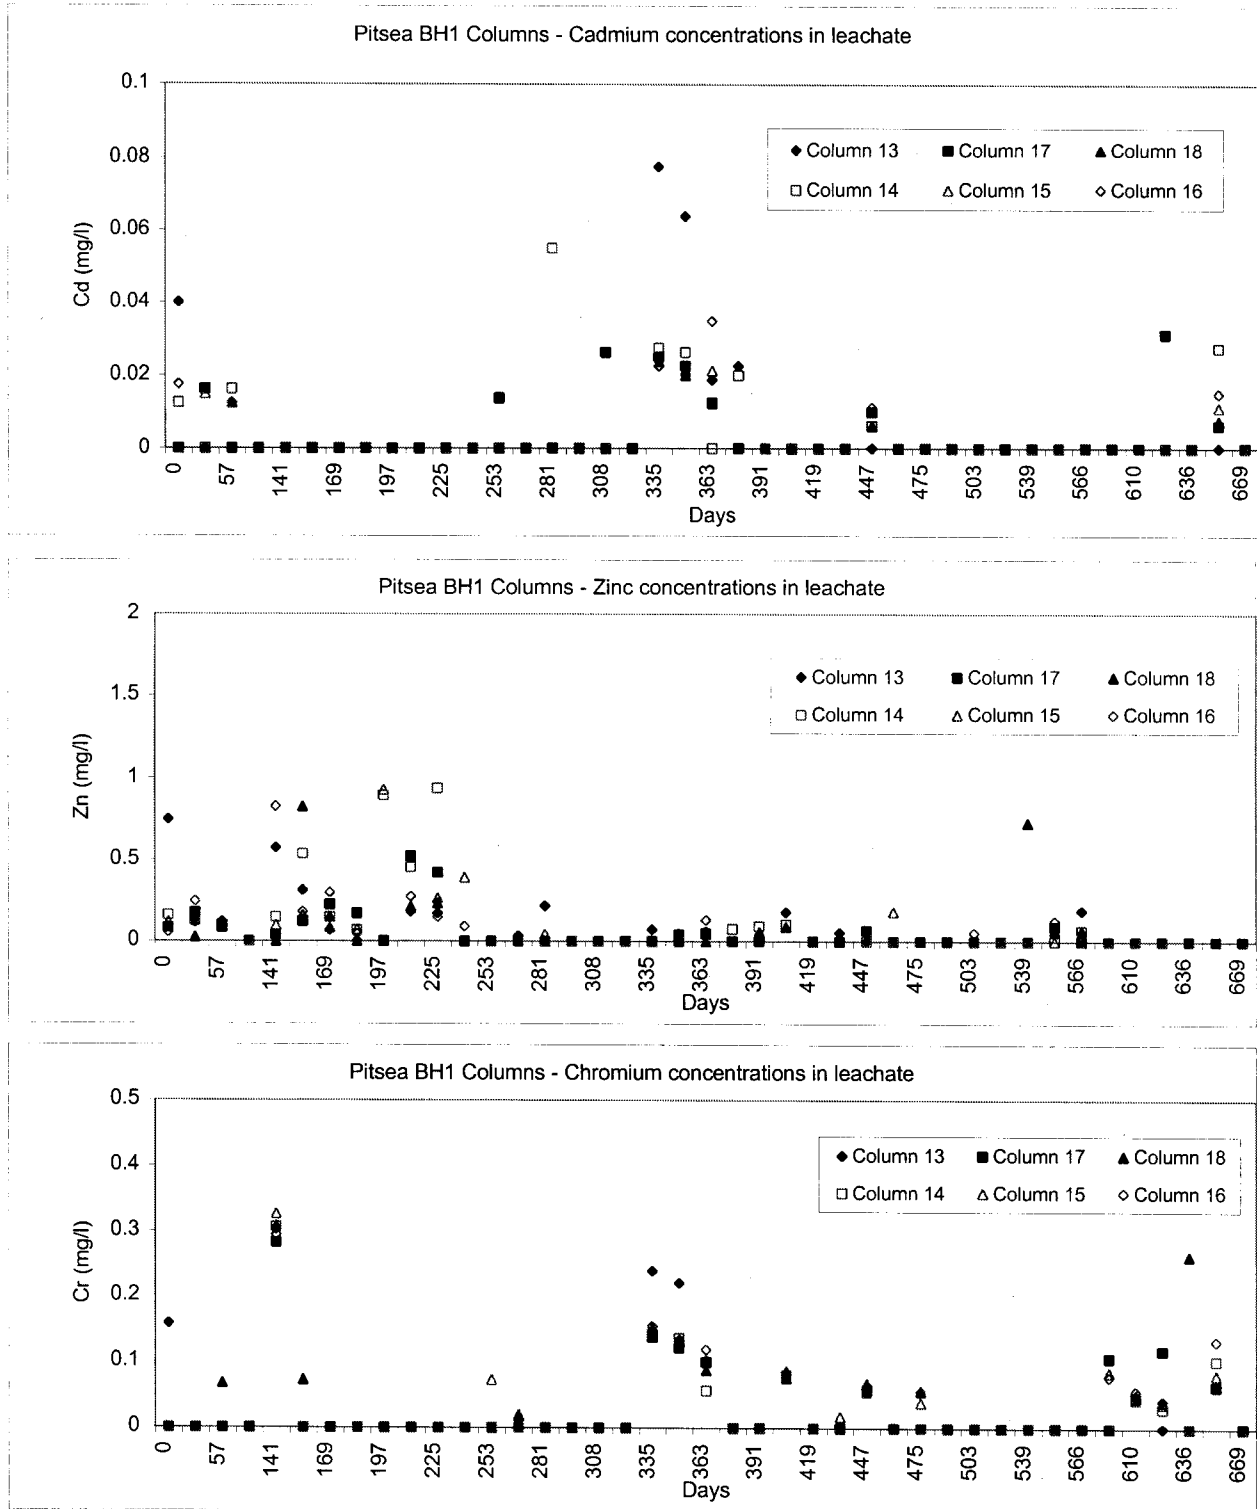 Pitsea BH1 Columns - Cadmium concentrations in leachate
0.1
0.08
0.06
0.04
0.02
0
Cd (mg/l)
Column 13 Column 17 Column 18
Column 14 Column 15 Column 16
0 57 141 169 197 225 253 281 308 335 363 391 419 447 475 503 539 566 610 636 669
Days
Pitsea BH1 Columns - Zinc concentrations in leachate
2
1.5
1
0.5
0
Zn (mg/l)
Column 13 Column 17 Column 18
Column 14 Column 15 Column 16
0 57 141 169 197 225 253 281 308 335 363 391 419 447 475 503 539 566 610 636 669
Days
Pitsea BH1 Columns - Chromium concentrations in leachate
0.5
0.4
0.3
0.2
0.1
0
Cr (mg/l)
Column 13 Column 17 Column 18
Column 14 Column 15 Column 16
0 57 141 169 197 225 253 281 308 335 363 391 419 447 475 503 539 566 610 636 669
Days